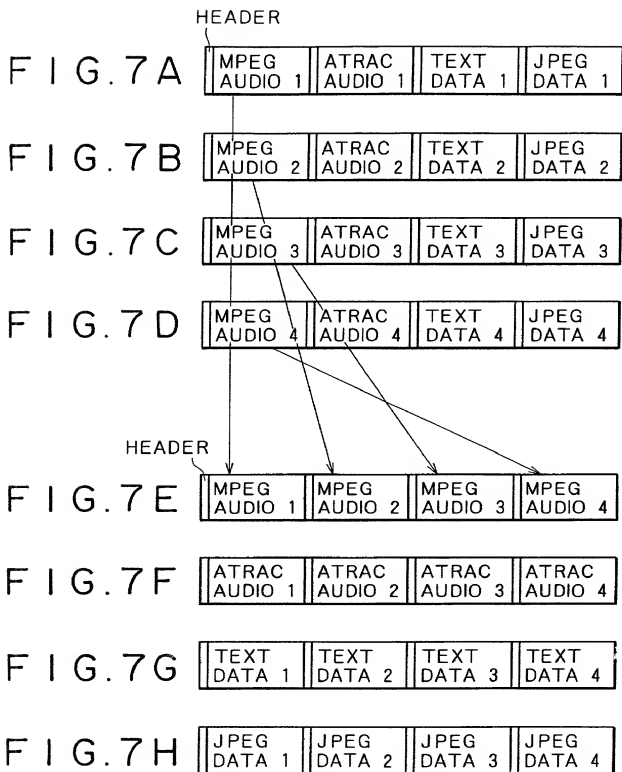 HEADER
FIG.7A MPEG AUDIO 1 ATRAC AUDIO 1 TEXT DATA 1 JPEG DATA 1
FIG.7B MPEG AUDIO 2 ATRAC AUDIO 2 TEXT DATA 2 JPEG DATA 2
FIG.7C MPEG AUDIO 3 ATRAC AUDIO 3 TEXT DATA 3 JPEG DATA 3
FIG.7D MPEG AUDIO 4 ATRAC AUDIO 4 TEXT DATA 4 JPEG DATA 4
HEADER
FIG.7E MPEG AUDIO 1 MPEG AUDIO 2 MPEG AUDIO 3 MPEG AUDIO 4
FIG.7F ATRAC AUDIO 1 ATRAC AUDIO 2 ATRAC AUDIO 3 ATRAC AUDIO 4
FIG.7G TEXT DATA 1 TEXT DATA 2 TEXT DATA 3 TEXT DATA 4
FIG.7H JPEG DATA 1 JPEG DATA 2 JPEG DATA 3 JPEG DATA 4